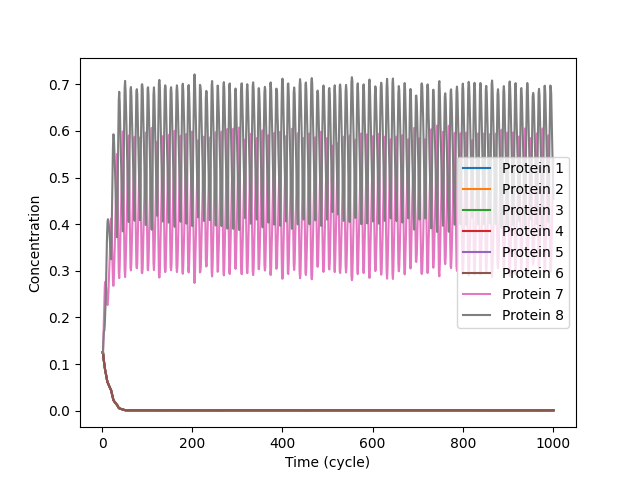 0.7
0.6
0.5
0.4
0.3
0.2
0.1
0.0
Concentration
0
200
400
600
800
1000
Time (cycle)
Protein 1
Protein 2
Protein 3
Protein 4
Protein 5
Protein 6
Protein 7
Protein 8